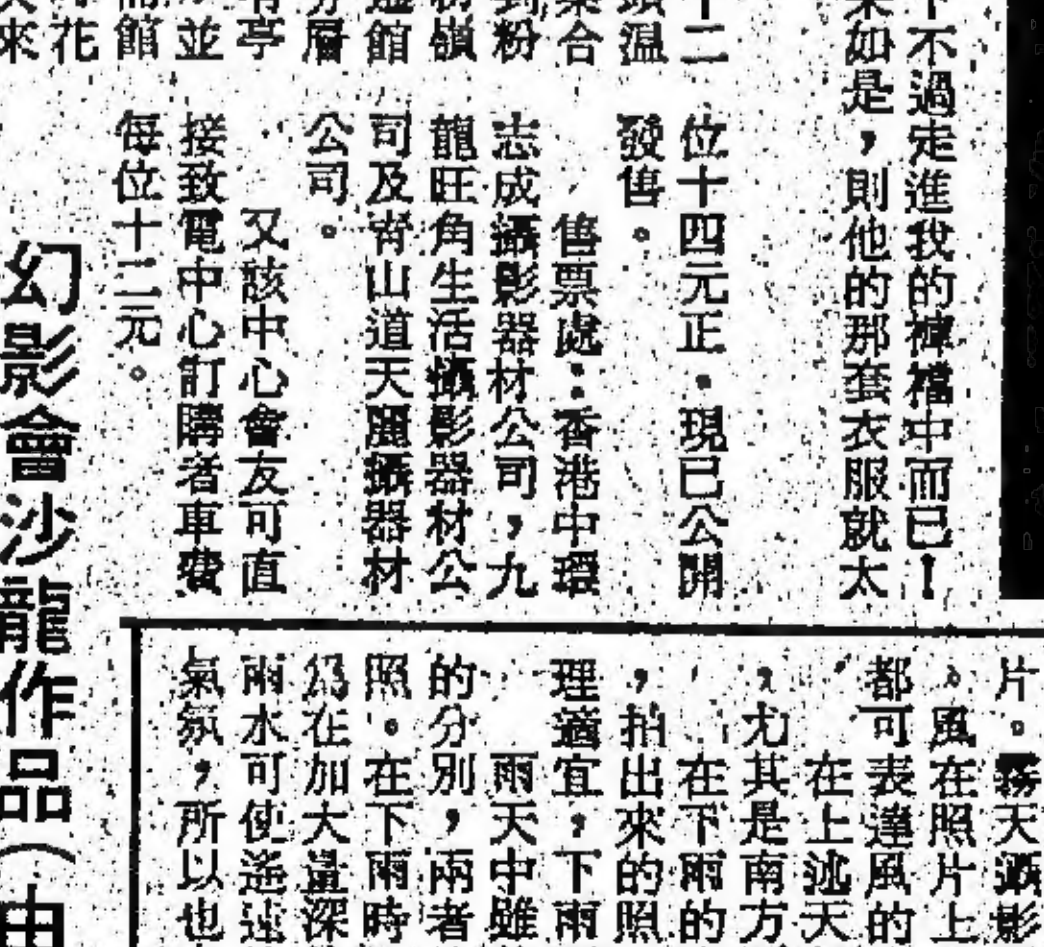 不過走進我的褲襠中而已！
如是，則他的那套衣服就太
十二
位十四元正。現已公開
温
發售。
合
售票處：香港中環
粉
志成攝影器材公司，九
嶺
龍旺角生活攝影器材公
館
司及青山道天麗攝器材
層
公司。
亭
又該中心會友可直
並
接致電中心訂購者車費
館
每位十二元。
花
來
幻影會沙龍作品（由
片。霧天攝影
。風在照片上
都可表達風的
在上述天
，尤其是南方
在下雨的
，拍出來的照
理適宜，下雨
雨天中雖
的分別，兩者
照。在下雨時
為在加大量深
雨水可使遙遠
氣氛，所以也